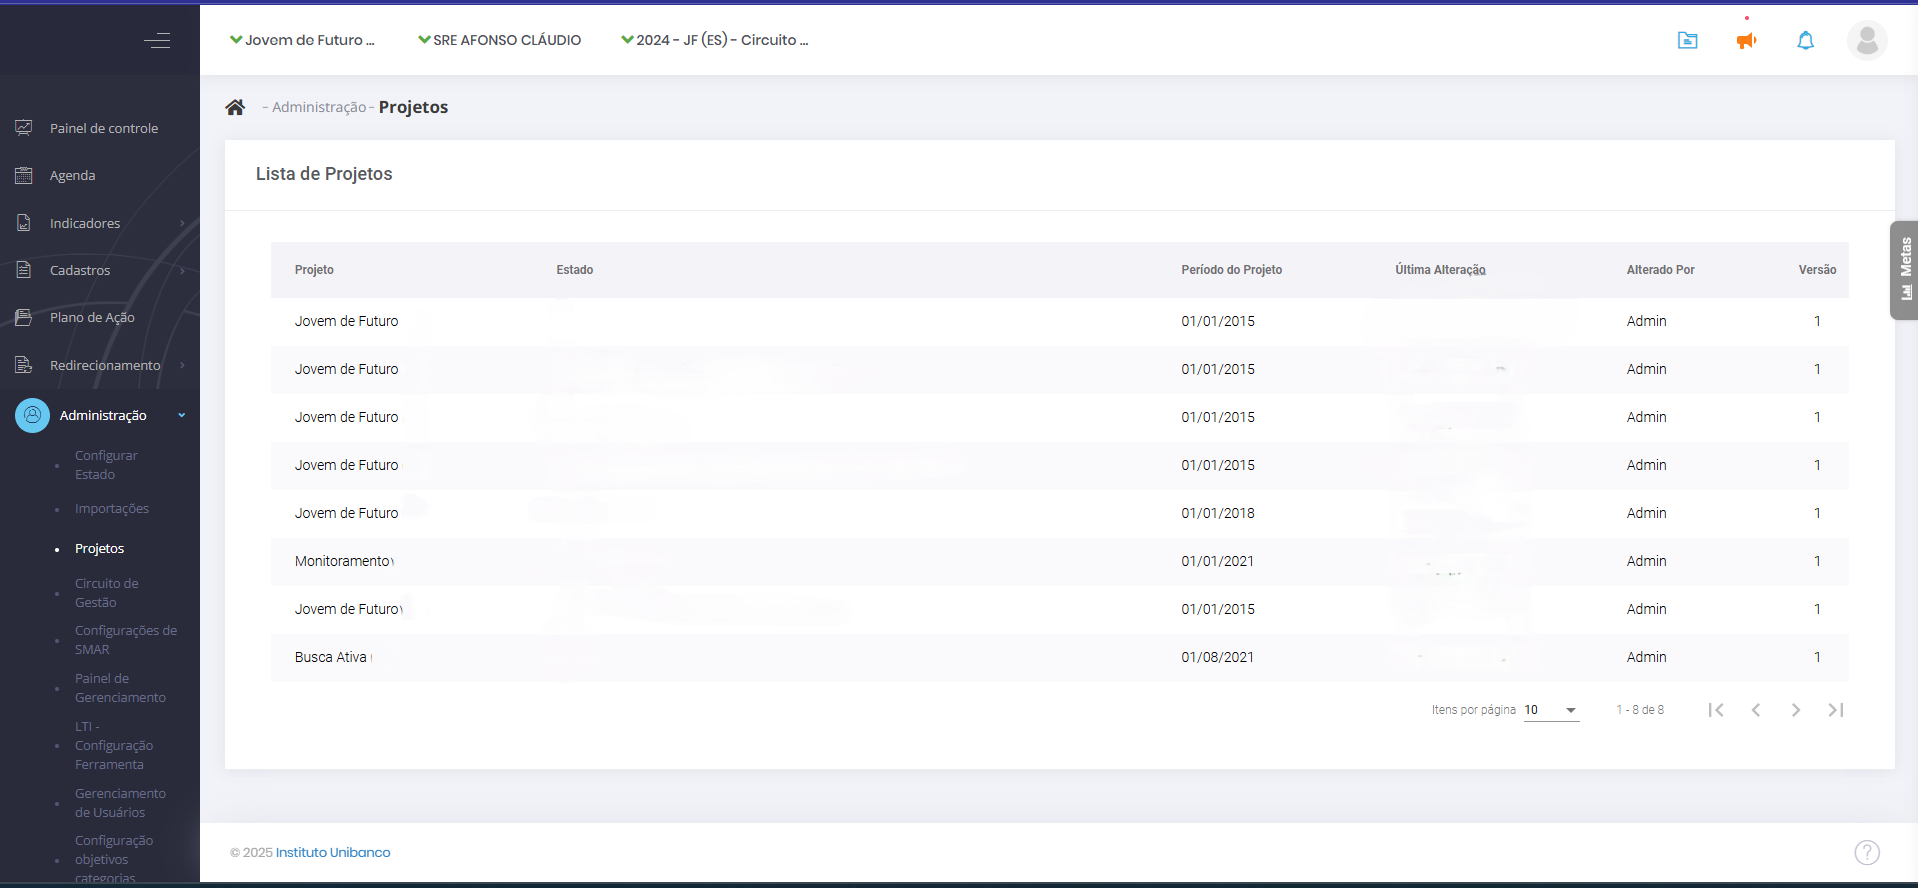 Jovem de Futuro ...
SRE AFONSO CLÁUDIO
2024 - JF (ES) - Circuito ...
Painel de controle
Agenda
Indicadores
Cadastros
Plano de Ação
Redirecionamento
Administração
Configurar
Estado
Importações
Projetos
Circuito de
Gestão
Configurações de
SMAR
Painel de
Gerenciamento
LTI -
Configuração
Ferramenta
Gerenciamento
de Usuários
Configuração
objetivos
categorias
- Administração - Projetos
Lista de Projetos
Projeto Estado Período do Projeto Última Alteração Alterado Por Versão
Jovem de Futuro 01/01/2015 Admin 1
Jovem de Futuro 01/01/2015 Admin 1
Jovem de Futuro 01/01/2015 Admin 1
Jovem de Futuro 01/01/2015 Admin 1
Jovem de Futuro 01/01/2018 Admin 1
Monitoramento 01/01/2021 Admin 1
Jovem de Futuro 01/01/2015 Admin 1
Busca Ativa 01/08/2021 Admin 1
Itens por página 10 1 - 8 de 8
Metas
© 2025 Instituto Unibanco
?